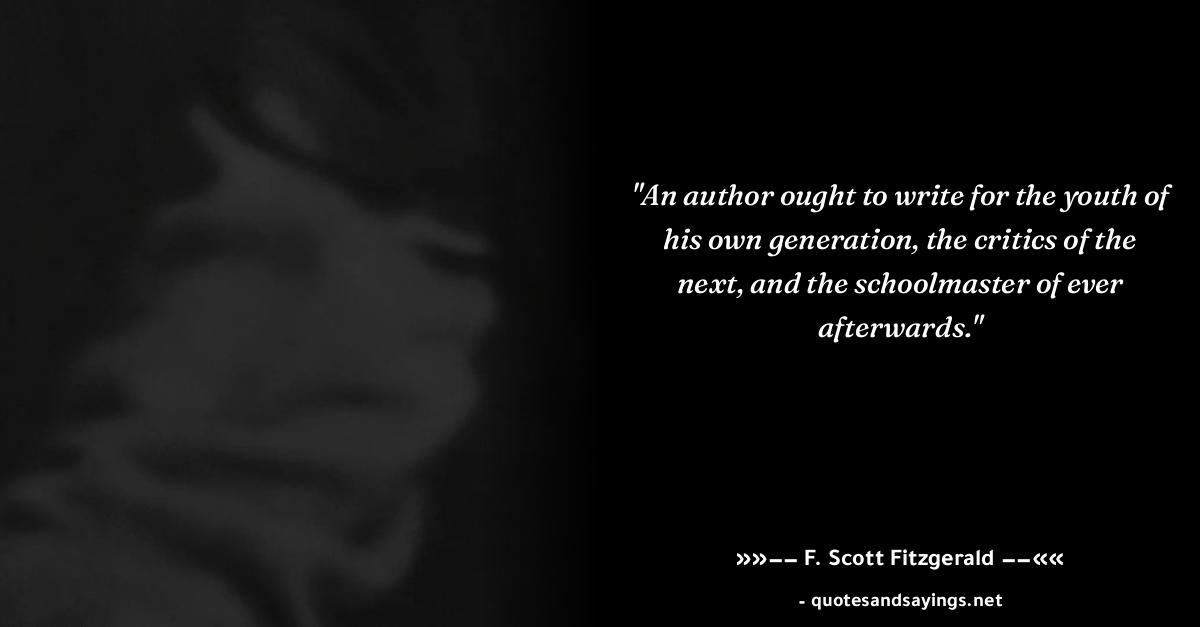 "An author ought to write for the youth of
his own generation, the critics of the
next, and the schoolmaster of ever
afterwards."
»»−− F. Scott Fitzgerald −−««
- quotesandsayings.net